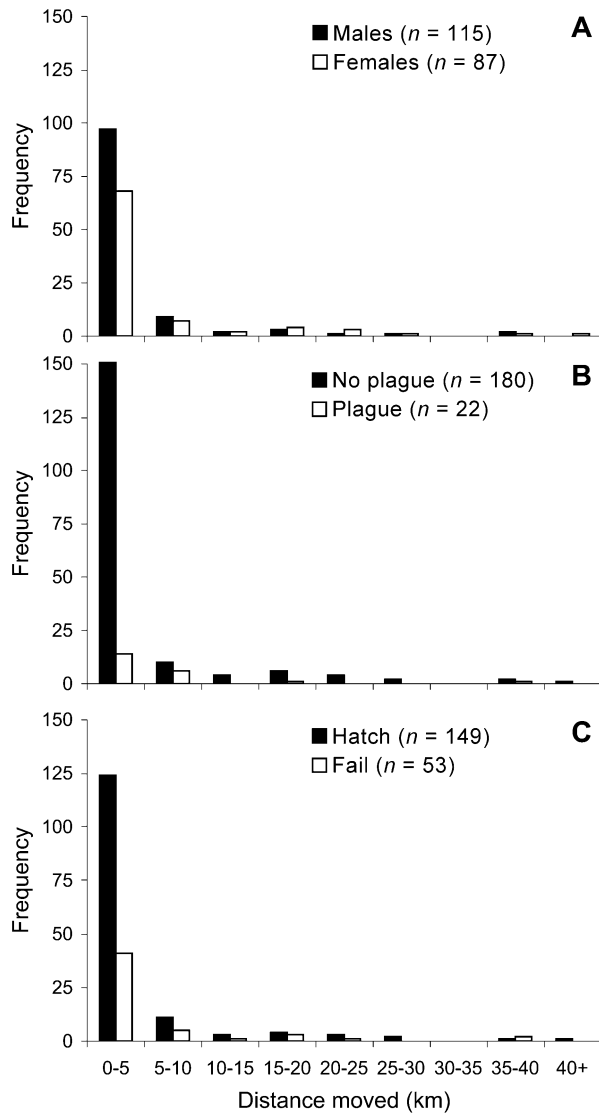 150
Males (n = 115)
A
125
Females (n = 87)
100
75
50
25
0
Frequency
150
No plague (n = 180)
B
125
Plague (n = 22)
100
75
50
25
0
Frequency
150
Hatch (n = 149)
C
125
Fail (n = 53)
100
75
50
25
0
Frequency
0-5 5-10 10-15 15-20 20-25 25-30 30-35 35-40 40+
Distance moved (km)